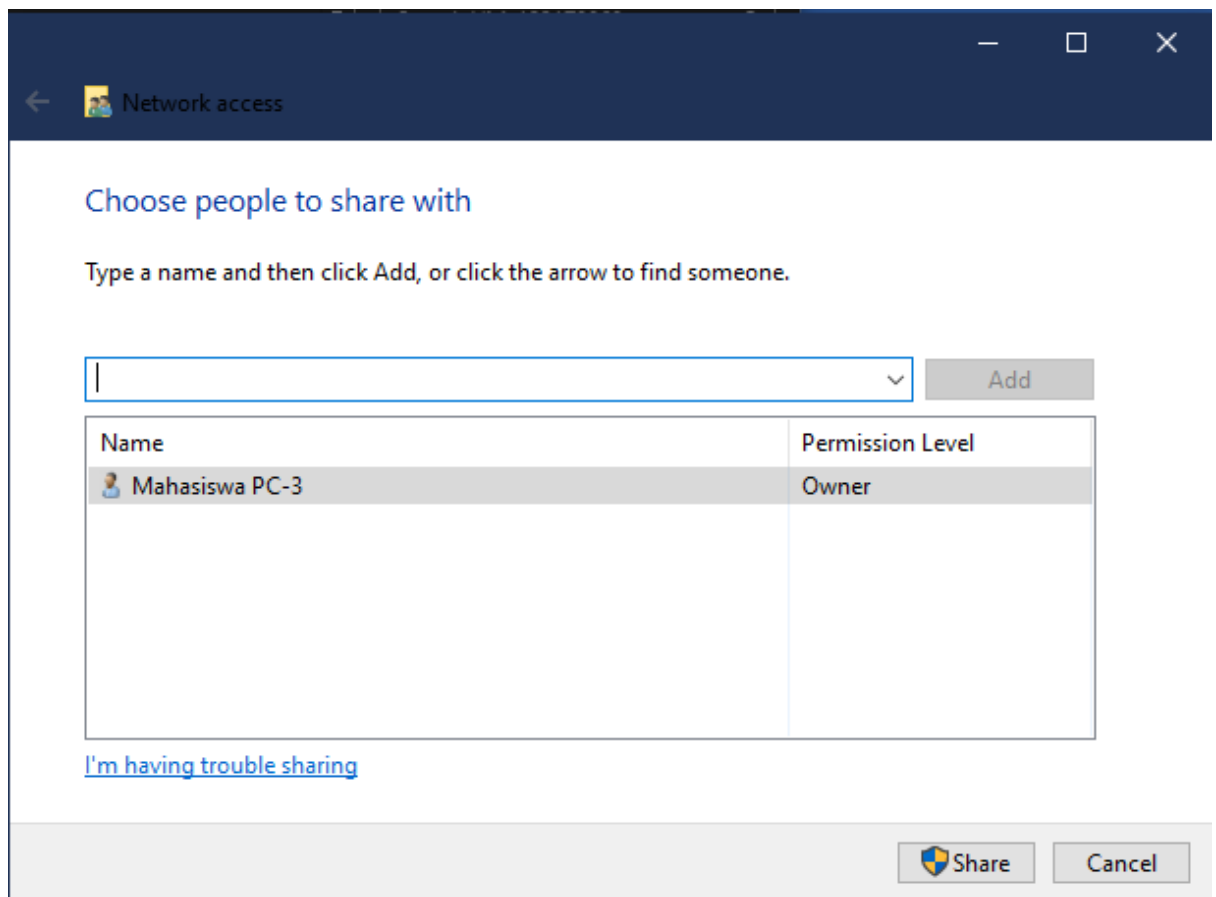 Network access
Choose people to share with
Type a name and then click Add, or click the arrow to find someone.
Add
Name Permission Level
Mahasiswa PC-3 Owner
I'm having trouble sharing
Share Cancel